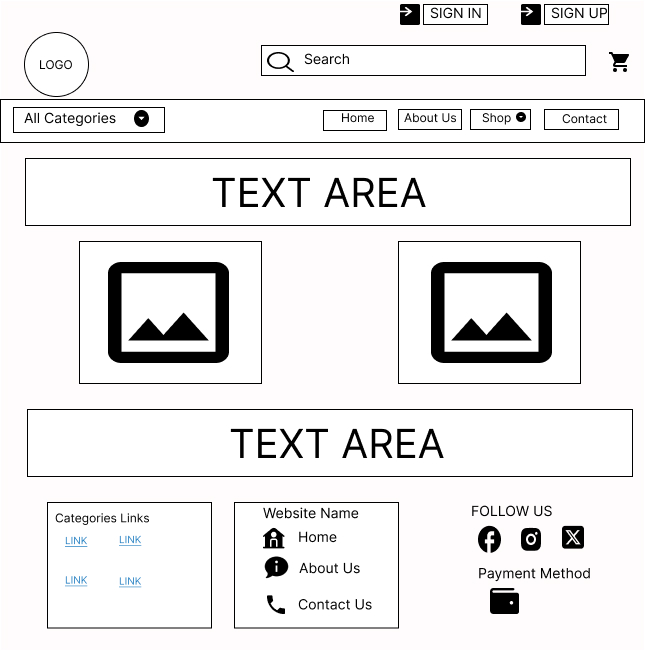 SIGN IN
SIGN UP
LOGO
Search
All Categories
Home
About Us
Shop
Contact
TEXT AREA
TEXT AREA
Categories Links
LINK
LINK
LINK
LINK
Website Name
Home
About Us
Contact Us
FOLLOW US
Payment Method